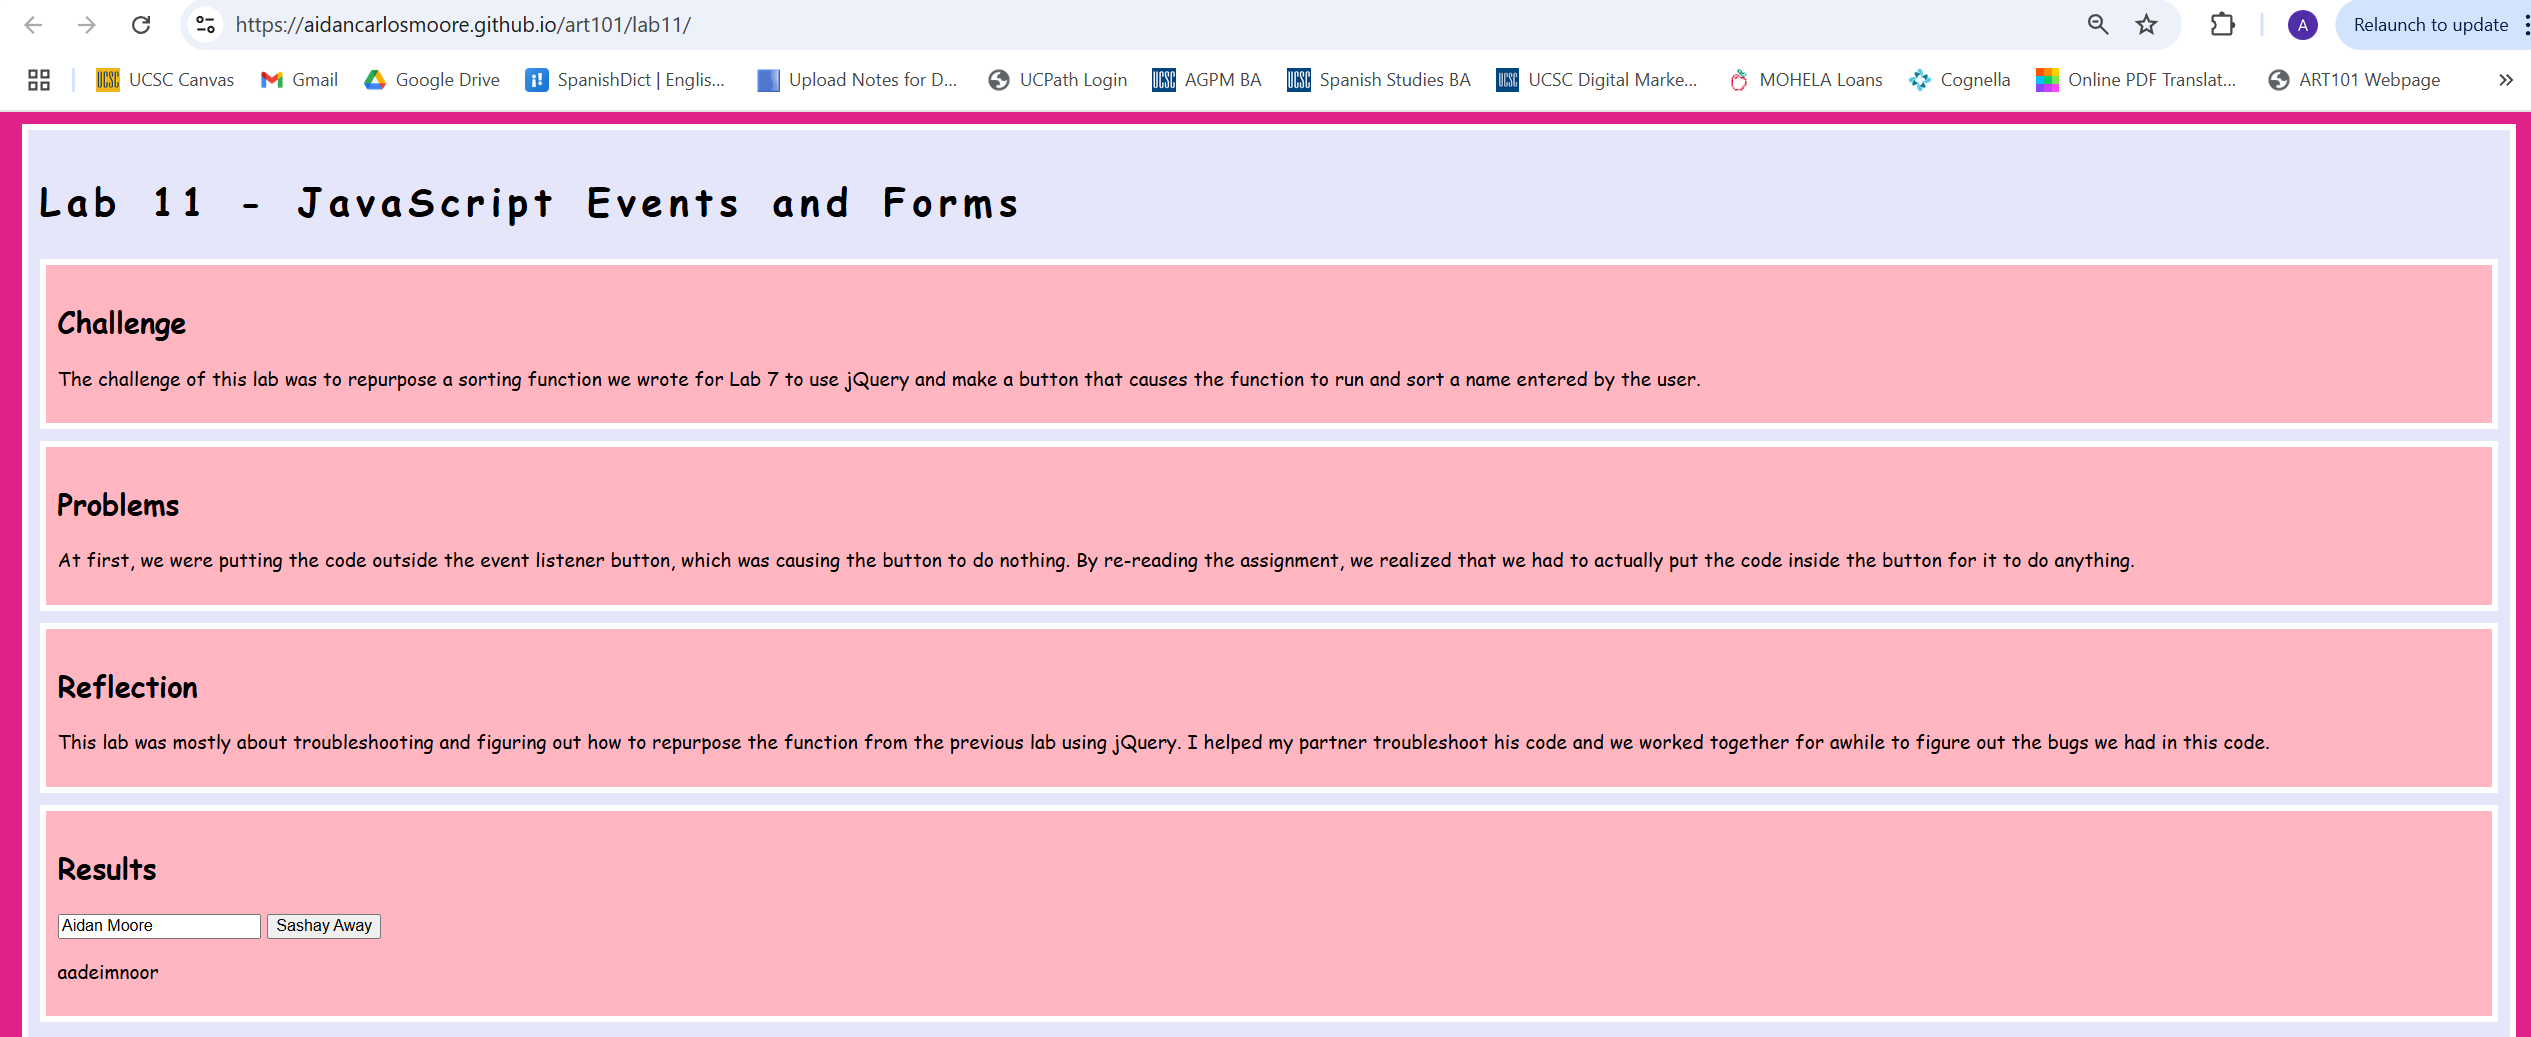 https://aidancarlosmoore.github.io/art101/lab11/
A
Relaunch to update
UCSC Canvas
Gmail
Google Drive
SpanishDict | Englis...
Upload Notes for D...
UCPath Login
UCSC AGPM BA
UCSC Spanish Studies BA
UCSC UCSC Digital Marke...
MOHELA Loans
Cognella
Online PDF Translat...
ART101 Webpage
Lab 11 - JavaScript Events and Forms
Challenge
The challenge of this lab was to repurpose a sorting function we wrote for Lab 7 to use jQuery and make a button that causes the function to run and sort a name entered by the user.
Problems
At first, we were putting the code outside the event listener button, which was causing the button to do nothing. By re-reading the assignment, we realized that we had to actually put the code inside the button for it to do anything.
Reflection
This lab was mostly about troubleshooting and figuring out how to repurpose the function from the previous lab using jQuery. I helped my partner troubleshoot his code and we worked together for awhile to figure out the bugs we had in this code.
Results
Aidan Moore Sashay Away
aadeimnoor